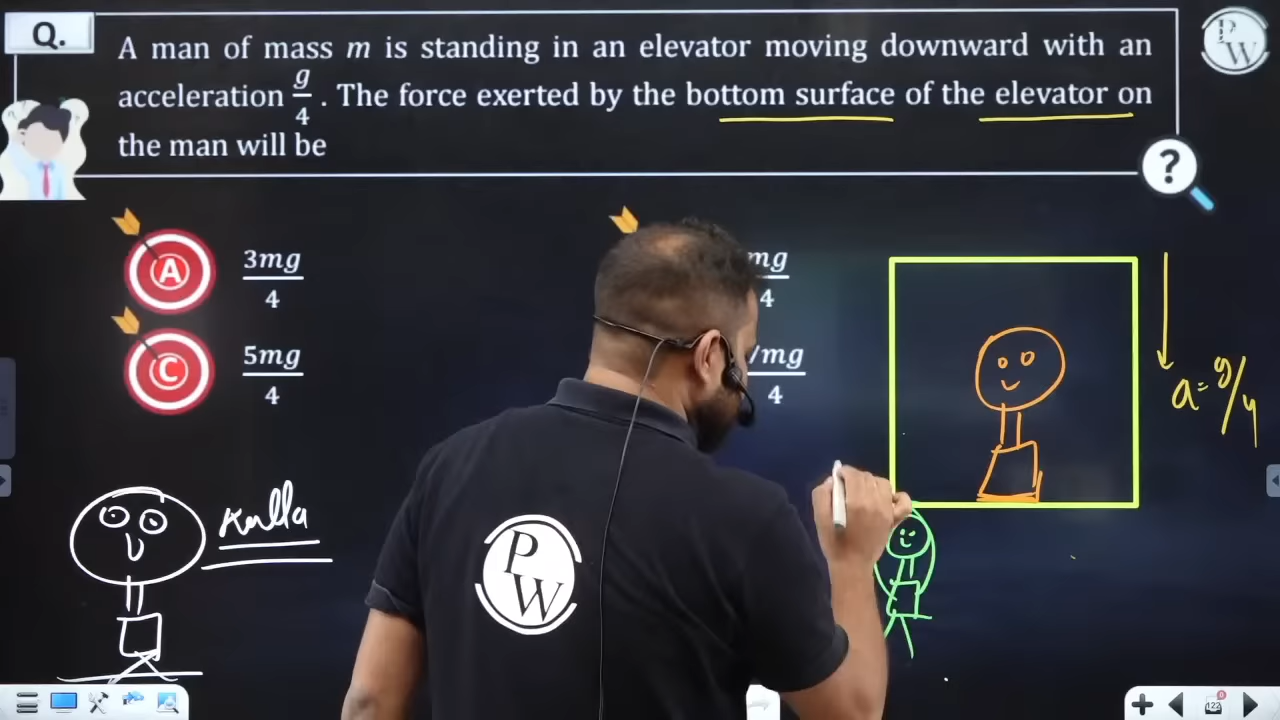 Q.
A man of mass m is standing in an elevator moving downward with an
acceleration g/4 . The force exerted by the bottom surface of the elevator on
the man will be
?
PW
A 3mg/4
mg/4
C 5mg/4
mg/4
a = g/4
Kalla
PW
122